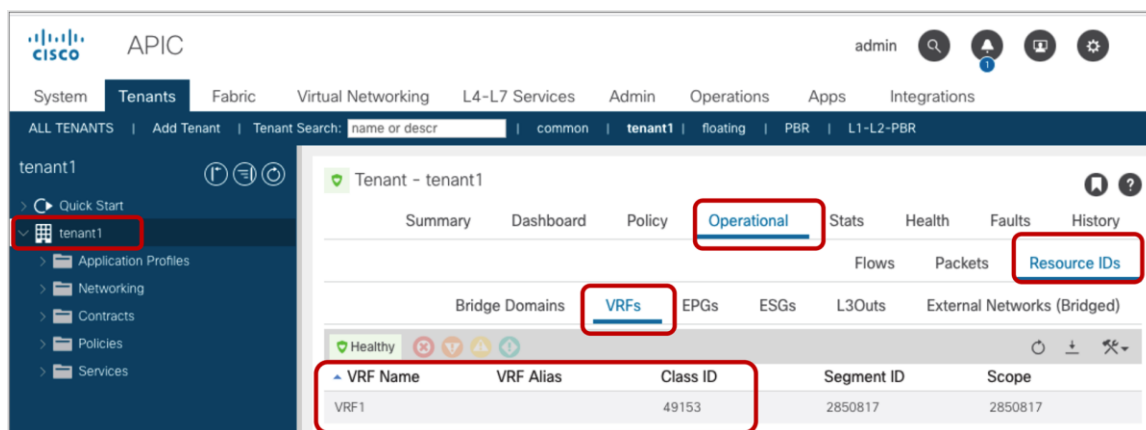 CISCO APIC admin 1
System Tenants Fabric Virtual Networking L4-L7 Services Admin Operations Apps Integrations
ALL TENANTS | Add Tenant | Tenant Search: name or descr | common | tenant1 | floating | PBR | L1-L2-PBR
tenant1
Quick Start
tenant1
Application Profiles
Networking
Contracts
Policies
Services
Tenant - tenant1
Summary Dashboard Policy Operational Stats Health Faults History
Flows Packets Resource IDs
Bridge Domains VRFs EPGs ESGs L3Outs External Networks (Bridged)
Healthy
VRF Name VRF Alias Class ID Segment ID Scope
VRF1 49153 2850817 2850817